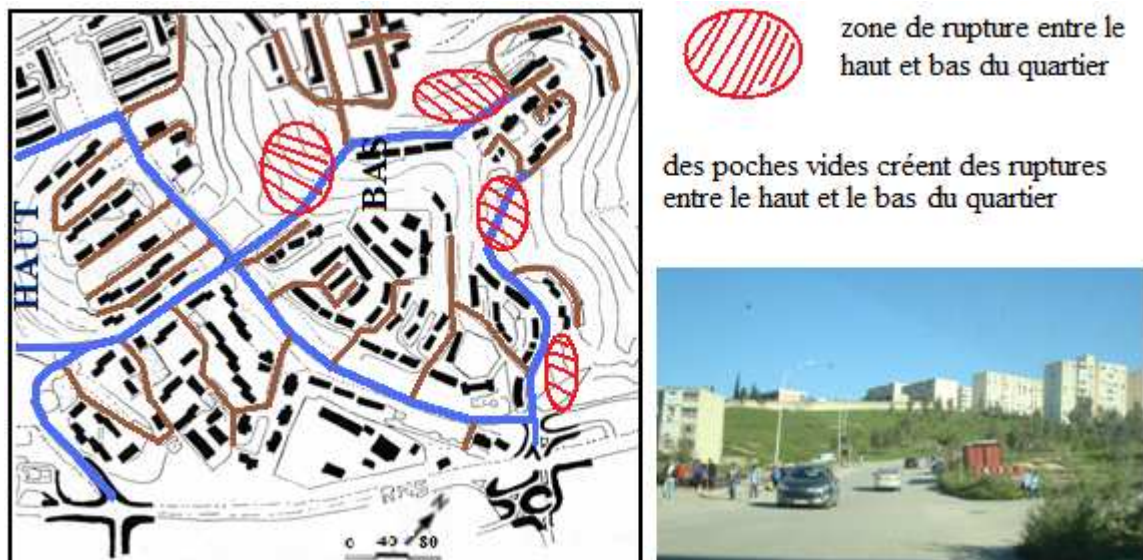 zone de rupture entre le
haut et bas du quartier
des poches vides créent des ruptures
entre le haut et le bas du quartier
HAUT
BAS
RN5
N
0 40 80